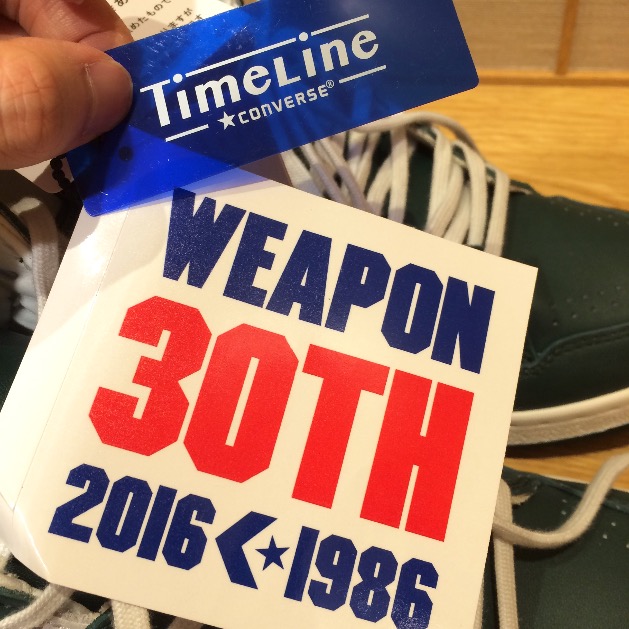 TimeLine
★CONVERSE®
WEAPON
30TH
2016 1986